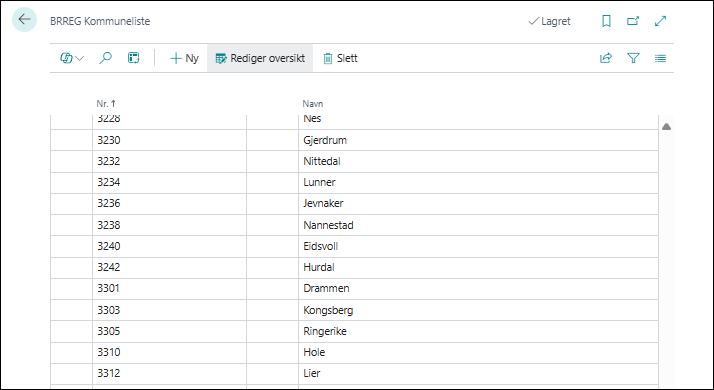 BRREG Kommuneliste
Lagret
Ny
Rediger oversikt
Slett
Nr. ↑ Navn
3228 Nes
3230 Gjerdrum
3232 Nittedal
3234 Lunner
3236 Jevnaker
3238 Nannestad
3240 Eidsvoll
3242 Hurdal
3301 Drammen
3303 Kongsberg
3305 Ringerike
3310 Hole
3312 Lier